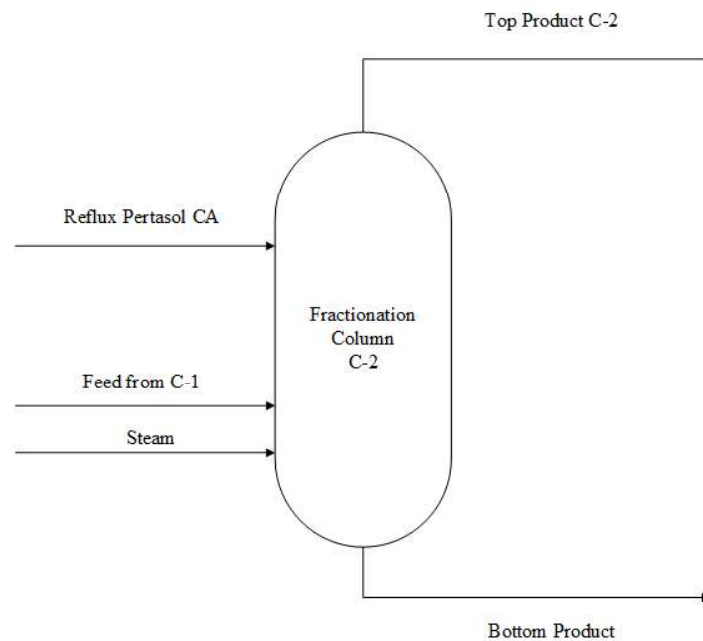 Top Product C-2
Reflux Pertasol CA
Fractionation
Column
C-2
Feed from C-1
Steam
Bottom Product